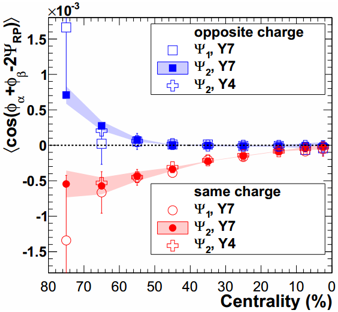 ×10⁻³
⟨cos(ϕα+ϕβ-2ΨRP)⟩
1.5
1
0.5
0
-0.5
-1
-1.5
opposite charge
Ψ₁, Y7
Ψ₂, Y7
Ψ₂, Y4
same charge
Ψ₁, Y7
Ψ₂, Y7
Ψ₂, Y4
80 70 60 50 40 30 20 10 0
Centrality (%)